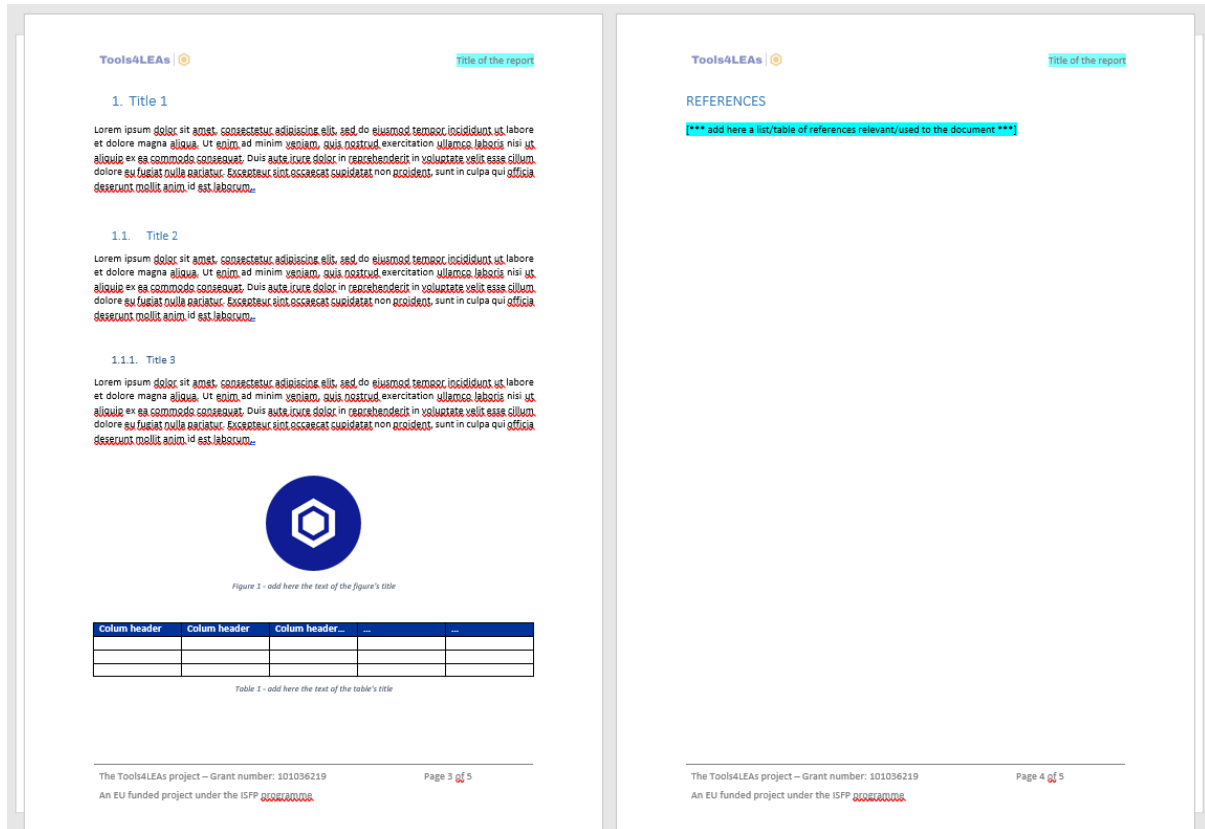 Tools4LEAs
Title of the report
1. Title 1
Lorem ipsum dolor sit amet, consectetur adipiscing elit, sed do eiusmod tempor incididunt ut labore
et dolore magna aliqua. Ut enim ad minim veniam, quis nostrud exercitation ullamco laboris nisi ut
aliquip ex ea commodo consequat. Duis aute irure dolor in reprehenderit in voluptate velit esse cillum
dolore eu fugiat nulla pariatur. Excepteur sint occaecat cupidatat non proident, sunt in culpa qui officia
deserunt mollit anim id est laborum..
1.1. Title 2
Lorem ipsum dolor sit amet, consectetur adipiscing elit, sed do eiusmod tempor incididunt ut labore
et dolore magna aliqua. Ut enim ad minim veniam, quis nostrud exercitation ullamco laboris nisi ut
aliquip ex ea commodo consequat. Duis aute irure dolor in reprehenderit in voluptate velit esse cillum
dolore eu fugiat nulla pariatur. Excepteur sint occaecat cupidatat non proident, sunt in culpa qui officia
deserunt mollit anim id est laborum..
1.1.1. Title 3
Lorem ipsum dolor sit amet, consectetur adipiscing elit, sed do eiusmod tempor incididunt ut labore
et dolore magna aliqua. Ut enim ad minim veniam, quis nostrud exercitation ullamco laboris nisi ut
aliquip ex ea commodo consequat. Duis aute irure dolor in reprehenderit in voluptate velit esse cillum
dolore eu fugiat nulla pariatur. Excepteur sint occaecat cupidatat non proident, sunt in culpa qui officia
deserunt mollit anim id est laborum..
Figure 1 - add here the text of the figure's title
Colum header Colum header Colum header... ... ...
Table 1 - add here the text of the table's title
The Tools4LEAs project – Grant number: 101036219 Page 3 of 5
An EU funded project under the ISFP programme
Tools4LEAs
Title of the report
REFERENCES
[*** add here a list/table of references relevant/used to the document ***]
The Tools4LEAs project – Grant number: 101036219 Page 4 of 5
An EU funded project under the ISFP programme